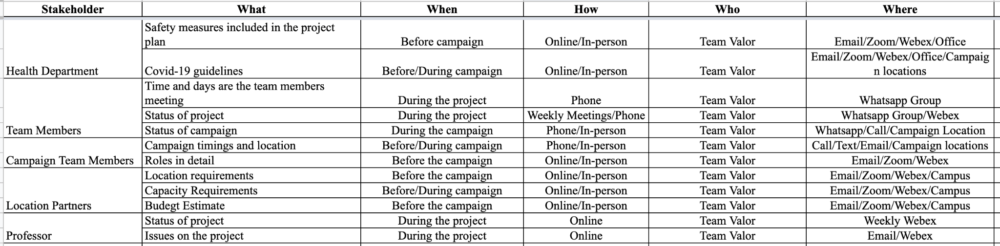 Stakeholder What When How Who Where
Safety measures included in the project
plan Before campaign Online/In-person Team Valor Email/Zoom/Webex/Office
Email/Zoom/Webex/Office/Campaig
Health Department Covid-19 guidelines Before/During campaign Online/In-person Team Valor n locations
Time and days are the team members
meeting During the project Phone Team Valor Whatsapp Group
Status of project During the project Weekly Meetings/Phone Team Valor Whatsapp Group/Webex
Team Members Status of campaign During the campaign Phone/In-person Team Valor Whatsapp/Call/Campaign Location
Campaign timings and location Before/During campaign Phone/In-person Team Valor Call/Text/Email/Campaign locations
Campaign Team Members Roles in detail Before the campaign Online/In-person Team Valor Email/Zoom/Webex
Location requirements Before the campaign Online/In-person Team Valor Email/Zoom/Webex/Campus
Capacity Requirements Before/During campaign Online/In-person Team Valor Email/Zoom/Webex/Campus
Location Partners Budegt Estimate Before the campaign Online/In-person Team Valor Email/Zoom/Webex/Campus
Status of project During the project Online Team Valor Weekly Webex
Professor Issues on the project During the project Online Team Valor Email/Webex